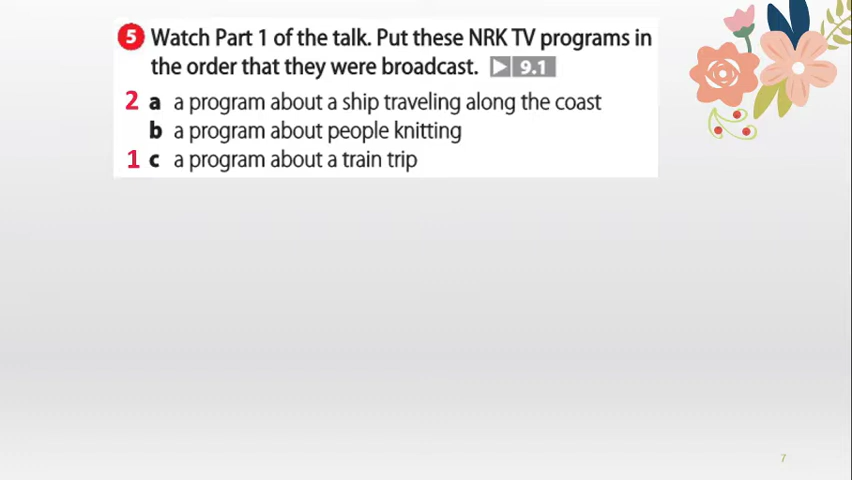 5 Watch Part 1 of the talk. Put these NRK TV programs in
the order that they were broadcast. 9.1
2 a a program about a ship traveling along the coast
b a program about people knitting
1 c a program about a train trip
7